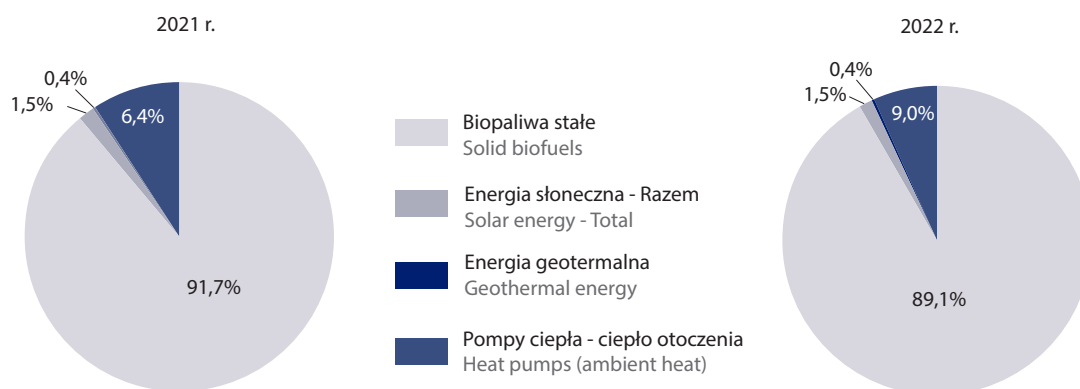 2021 r.
0,4%
1,5%
6,4%
91,7%
Biopaliwa stałe
Solid biofuels
Energia słoneczna - Razem
Solar energy - Total
Energia geotermalna
Geothermal energy
Pompy ciepła - ciepło otoczenia
Heat pumps (ambient heat)
2022 r.
0,4%
1,5%
9,0%
89,1%